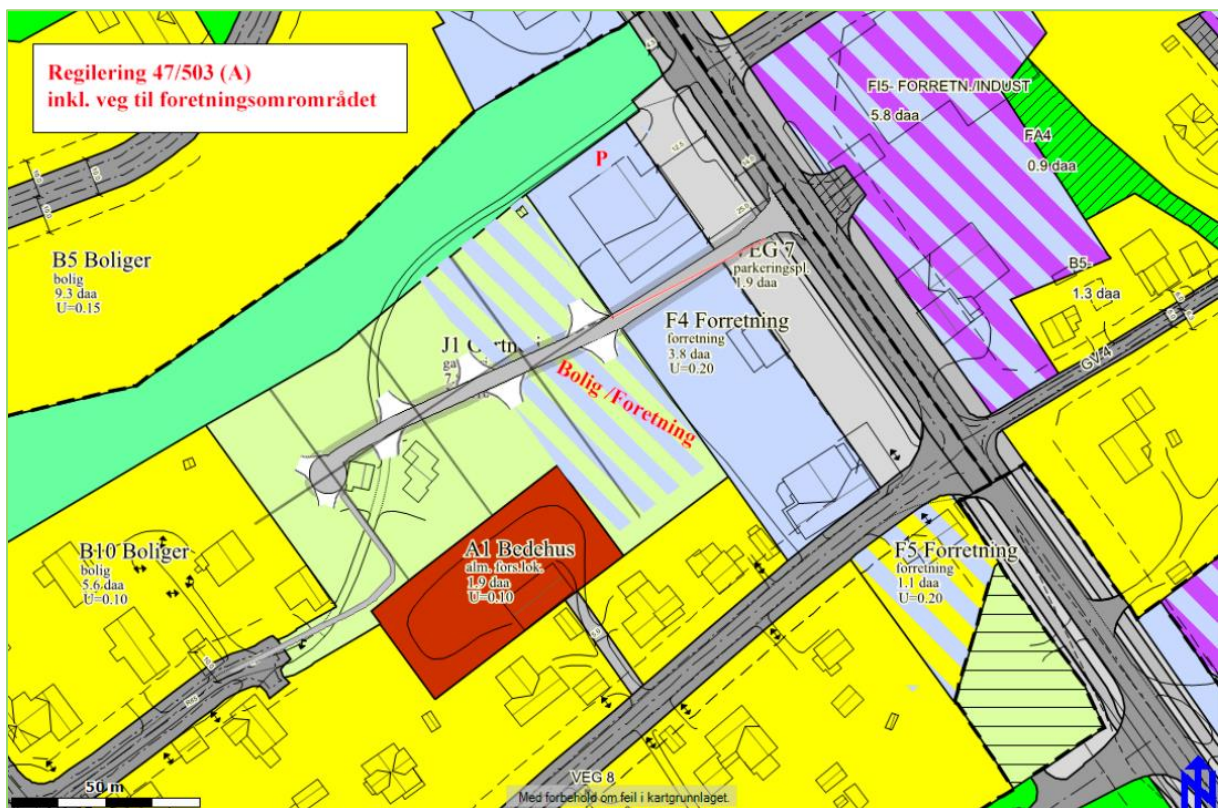 Regilering 47/503 (A)
inkl. veg til foretningsomrområdet
FI5- FORRETN./INDUST
5.8 daa
FA4
0.9 daa
P
B5 Boliger
bolig
9.3 daa
U=0.15
VEG 7
parkeringspl.
1.9 daa
B5-
1.3 daa
F4 Forretning
forretning
3.8 daa
U=0.20
GV 4
Bolig /Foretning
B10 Boliger
bolig
5.6 daa
U=0.10
A1 Bedehus
alm. fors.lok.
1.9 daa
U=0.10
F5 Forretning
forretning
1.1 daa
U=0.20
50 m
VEG 8
Med forbehold om feil i kartgrunnlaget.
N